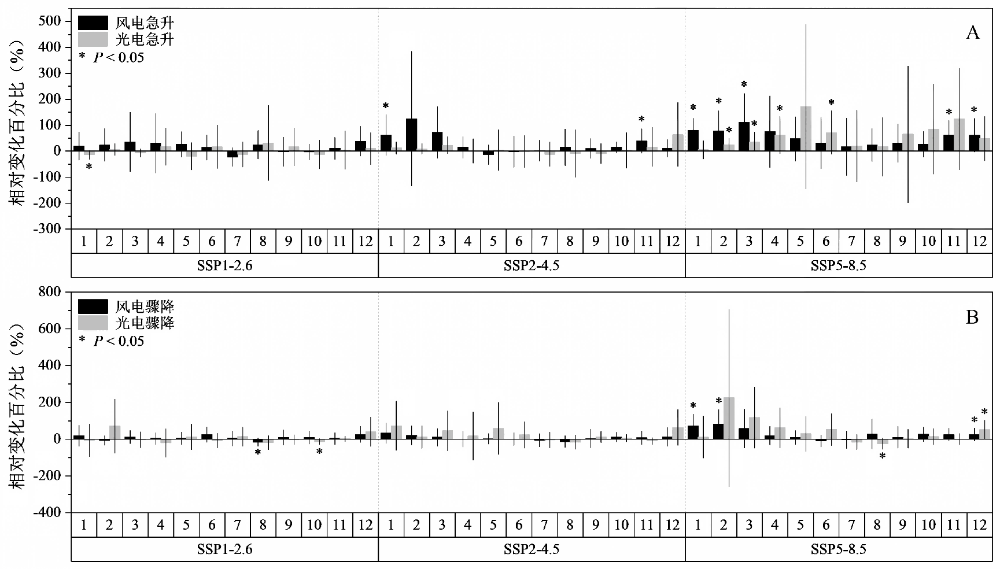 相对变化百分比（%）
500
400
300
200
100
0
-100
-200
-300
风电急升
光电急升
* P < 0.05
A
* * * * * * * * * * * *
1 2 3 4 5 6 7 8 9 10 11 12 1 2 3 4 5 6 7 8 9 10 11 12 1 2 3 4 5 6 7 8 9 10 11 12
SSP1-2.6 SSP2-4.5 SSP5-8.5
相对变化百分比（%）
800
600
400
200
0
-200
-400
风电骤降
光电骤降
* P < 0.05
B
* * * * * * *
1 2 3 4 5 6 7 8 9 10 11 12 1 2 3 4 5 6 7 8 9 10 11 12 1 2 3 4 5 6 7 8 9 10 11 12
SSP1-2.6 SSP2-4.5 SSP5-8.5